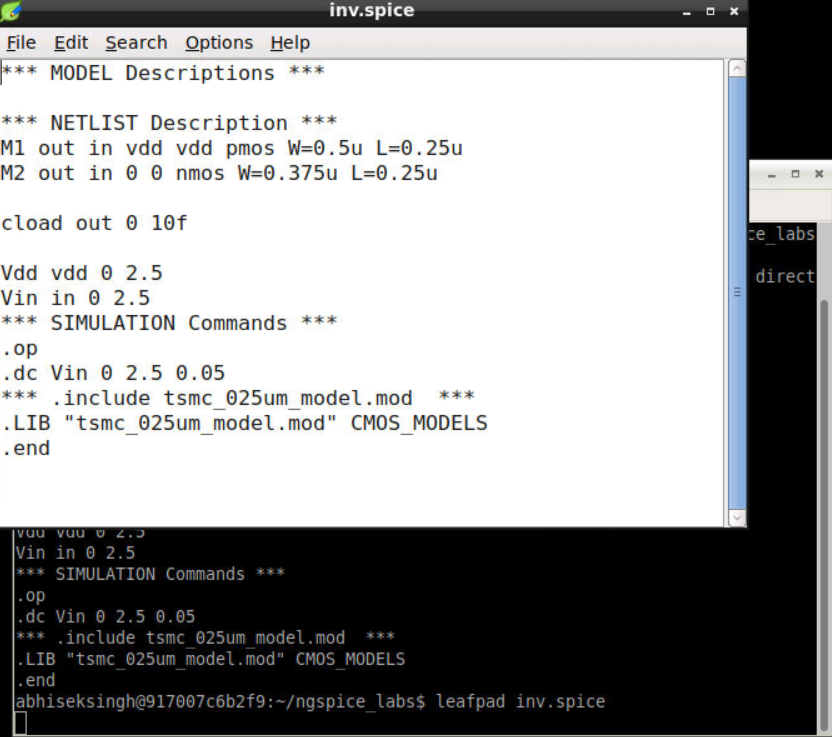 inv.spice
File Edit Search Options Help
*** MODEL Descriptions ***
*** NETLIST Description ***
M1 out in vdd vdd pmos W=0.5u L=0.25u
M2 out in 0 0 nmos W=0.375u L=0.25u
cload out 0 10f
Vdd vdd 0 2.5
Vin in 0 2.5
*** SIMULATION Commands ***
.op
.dc Vin 0 2.5 0.05
*** .include tsmc_025um_model.mod  ***
.LIB "tsmc_025um_model.mod" CMOS_MODELS
.end
ce_labs
direct
Vdd vdd 0 2.5
Vin in 0 2.5
*** SIMULATION Commands ***
.op
.dc Vin 0 2.5 0.05
*** .include tsmc_025um_model.mod  ***
.LIB "tsmc_025um_model.mod" CMOS_MODELS
.end
abhiseksingh@917007c6b2f9:~/ngspice_labs$ leafpad inv.spice